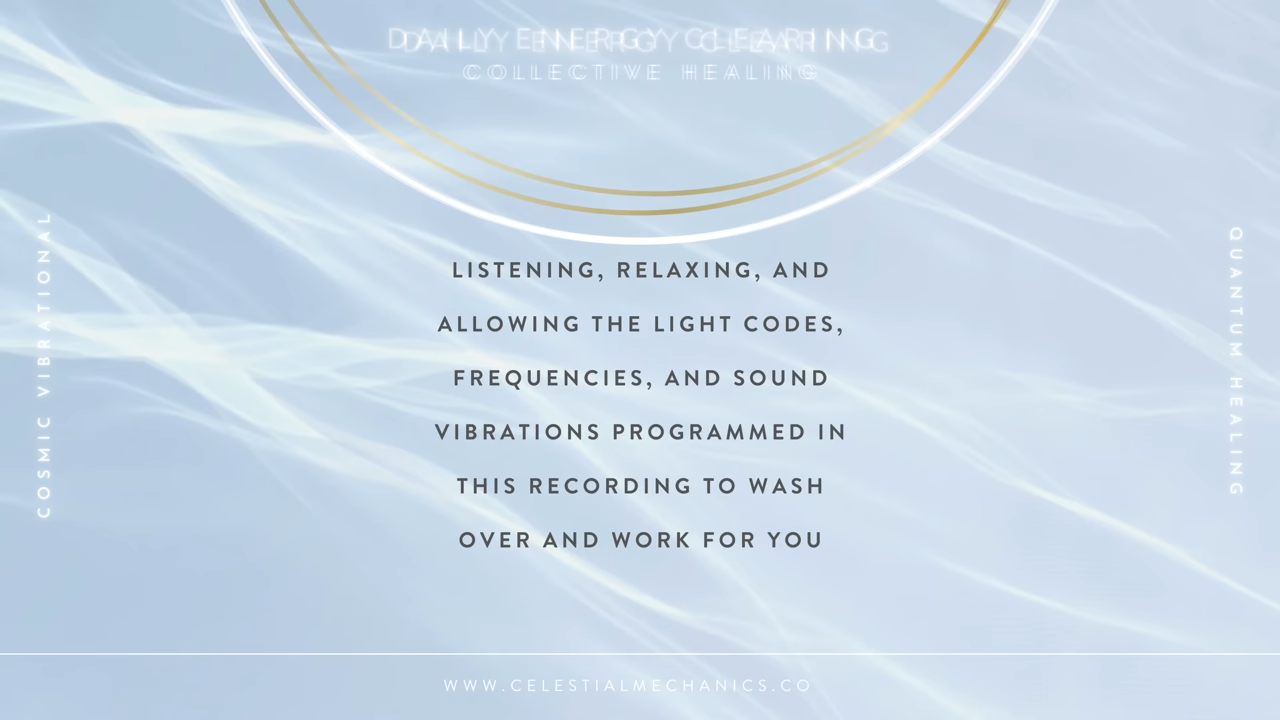 DAILY ENERGY CLEARING
COLLECTIVE HEALING
COSMIC VIBRATIONAL
QUANTUM HEALING
LISTENING, RELAXING, AND
ALLOWING THE LIGHT CODES,
FREQUENCIES, AND SOUND
VIBRATIONS PROGRAMMED IN
THIS RECORDING TO WASH
OVER AND WORK FOR YOU
WWW.CELESTIALMECHANICS.CO